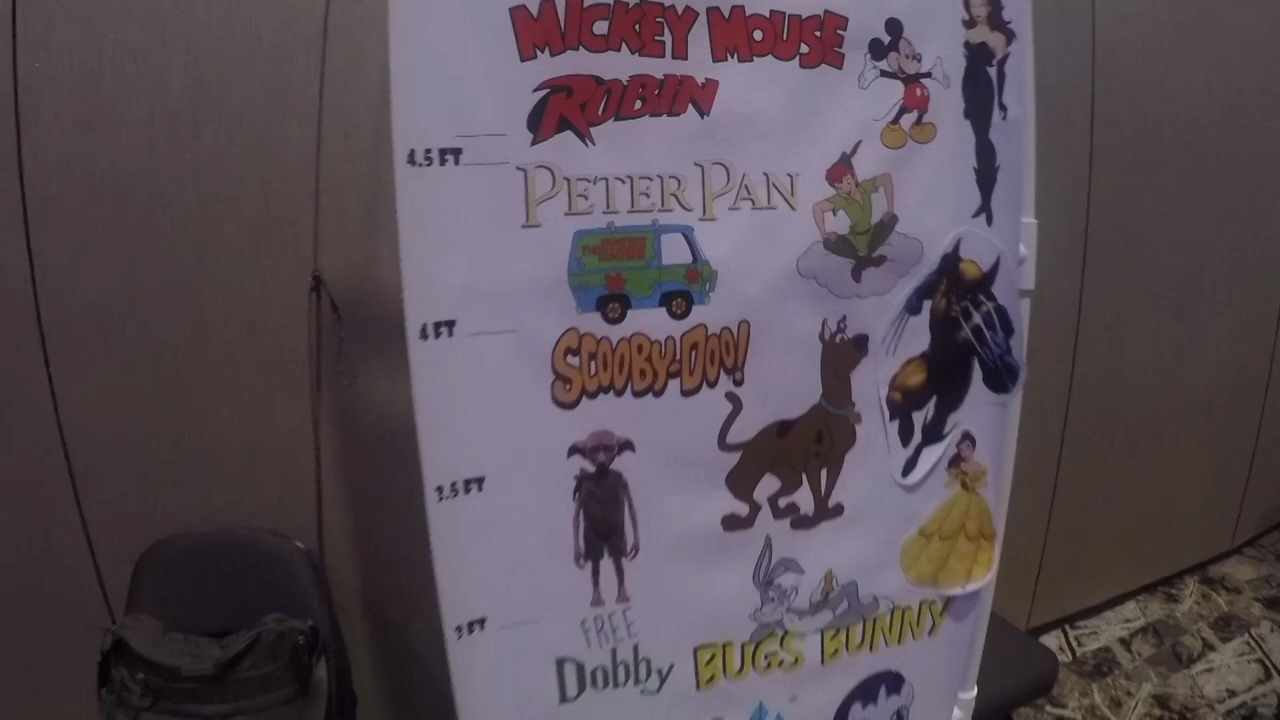 MICKEY MOUSE
ROBIN
4.5 FT
PETER PAN
4 FT
SCOOBY-DOO!
3.5 FT
3 FT
FREE
Dobby
BUGS BUNNY